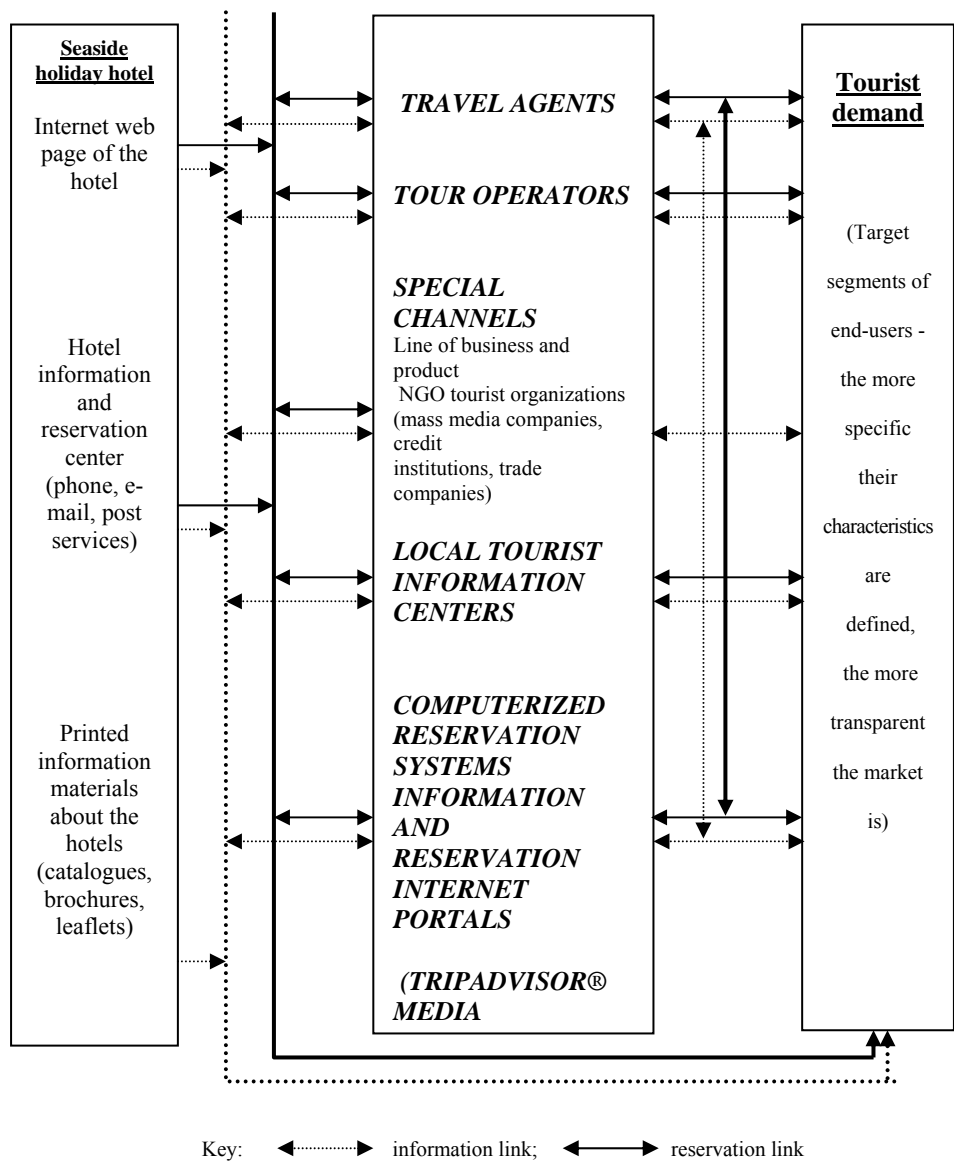 Seaside
holiday hotel
Internet web
page of the
hotel
Hotel
information
and
reservation
center
(phone, e-
mail, post
services)
Printed
information
materials
about the
hotels
(catalogues,
brochures,
leaflets)
TRAVEL AGENTS
TOUR OPERATORS
SPECIAL
CHANNELS
Line of business and
product
NGO tourist organizations
(mass media companies,
credit
institutions, trade
companies)
LOCAL TOURIST
INFORMATION
CENTERS
COMPUTERIZED
RESERVATION
SYSTEMS
INFORMATION
AND
RESERVATION
INTERNET
PORTALS
(TRIPADVISOR®
MEDIA
Tourist
demand
(Target
segments of
end-users -
the more
specific
their
characteristics
are
defined,
the more
transparent
the market
is)
Key: information link; reservation link